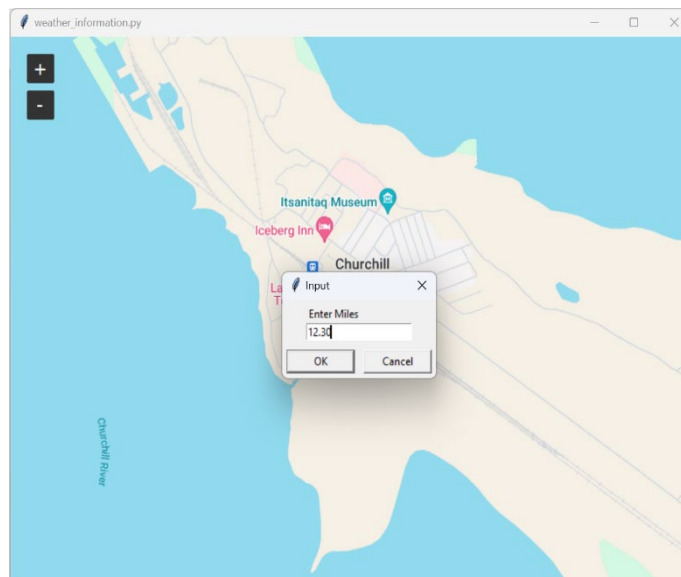 weather_information.py
+
-
Itsanitaq Museum
Iceberg Inn
Churchill
Input
Enter Miles
12.30
OK
Cancel
Churchill River